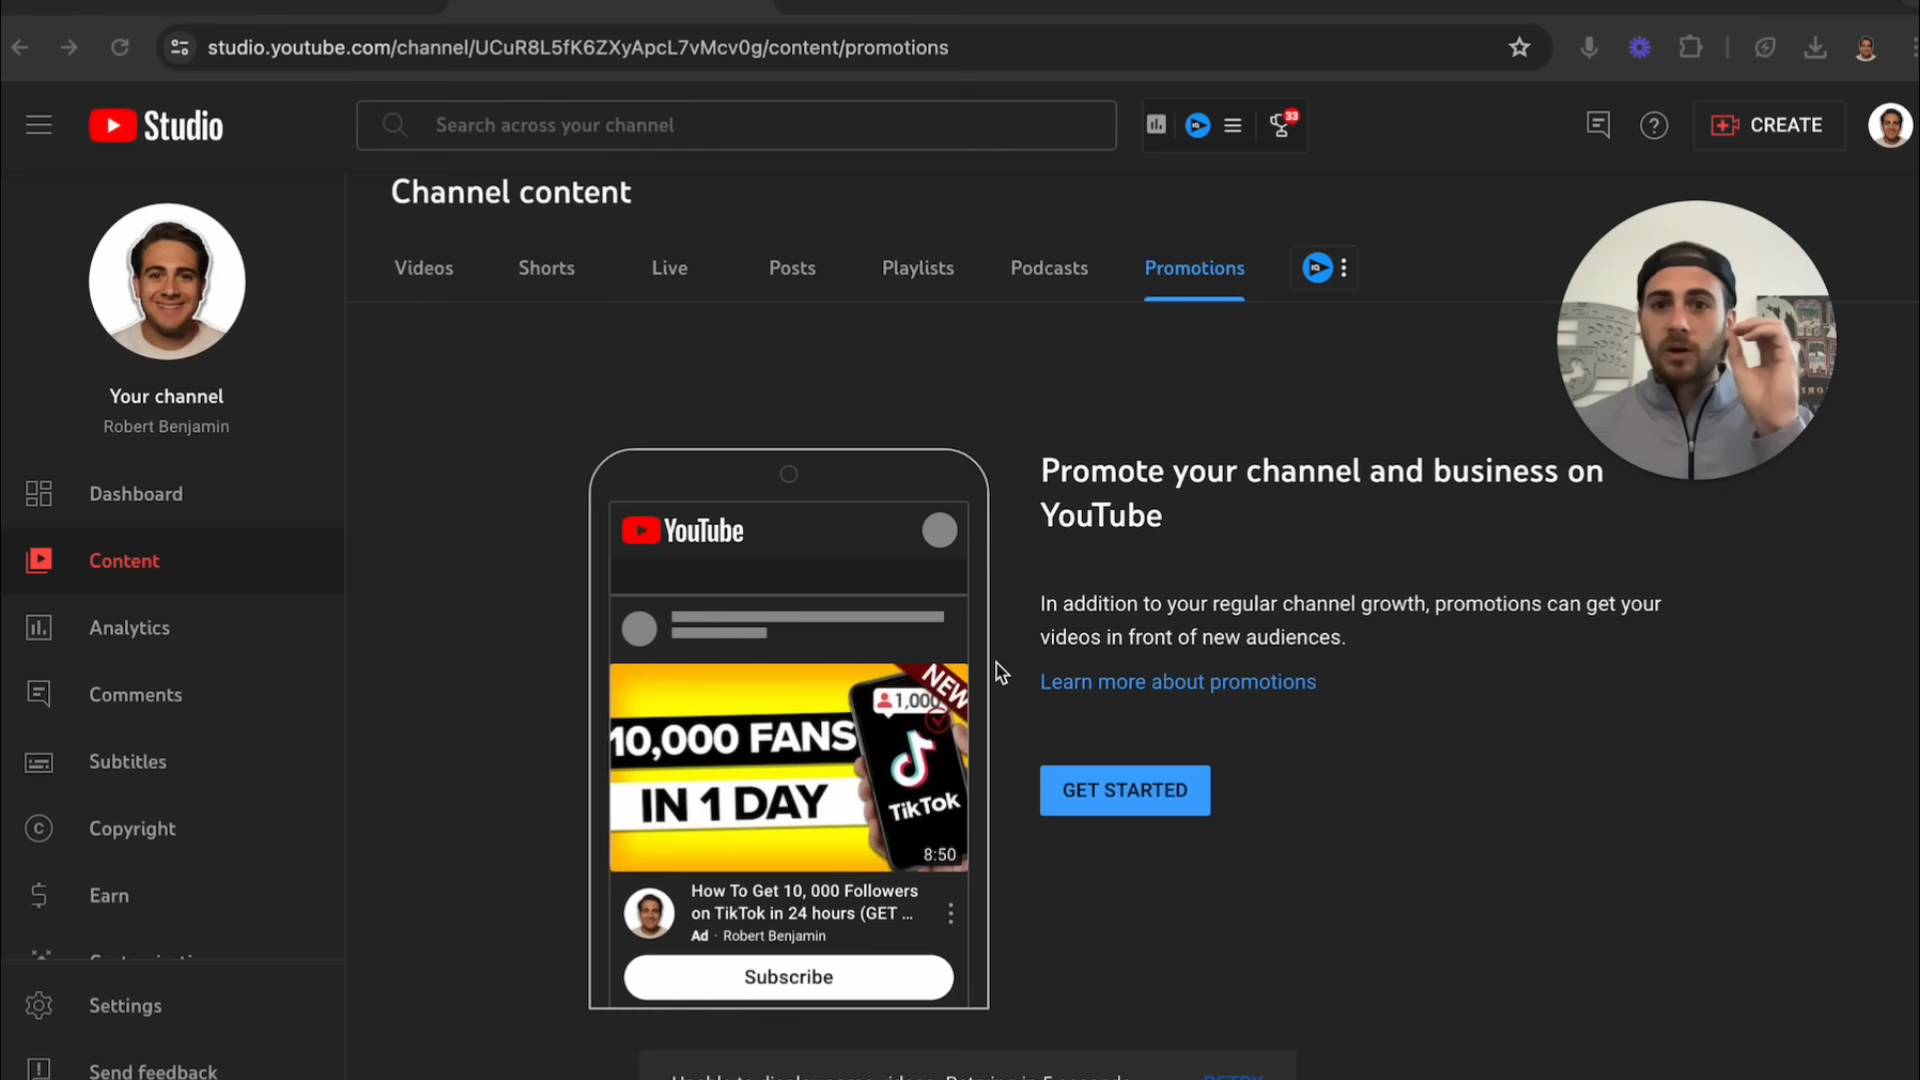 studio.youtube.com/channel/UCuR8L5fK6ZXyApcL7vMcv0g/content/promotions
Studio
Search across your channel
IQ
33
CREATE
Channel content
Videos
Shorts
Live
Posts
Playlists
Podcasts
Promotions
IQ
Your channel
Robert Benjamin
Dashboard
Content
Analytics
Comments
Subtitles
Copyright
Earn
Settings
Send feedback
YouTube
NEW
1,000
10,000 FANS
IN 1 DAY
TikTok
8:50
How To Get 10, 000 Followers
on TikTok in 24 hours (GET ...
Ad · Robert Benjamin
Subscribe
Promote your channel and business on
YouTube
In addition to your regular channel growth, promotions can get your
videos in front of new audiences.
Learn more about promotions
GET STARTED